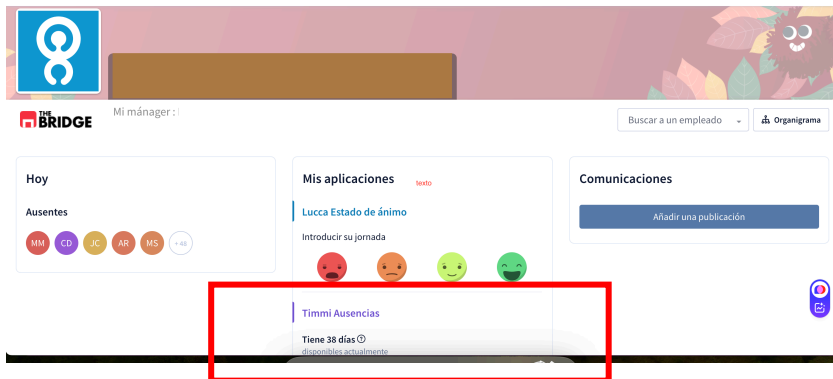 Mi mánager :
THE
BRIDGE
Buscar a un empleado
Organigrama
Hoy
Ausentes
MM CD JC AR MS +48
Mis aplicaciones
texto
Lucca Estado de ánimo
Introducir su jornada
Timmi Ausencias
Tiene 38 días
disponibles actualmente
Comunicaciones
Añadir una publicación